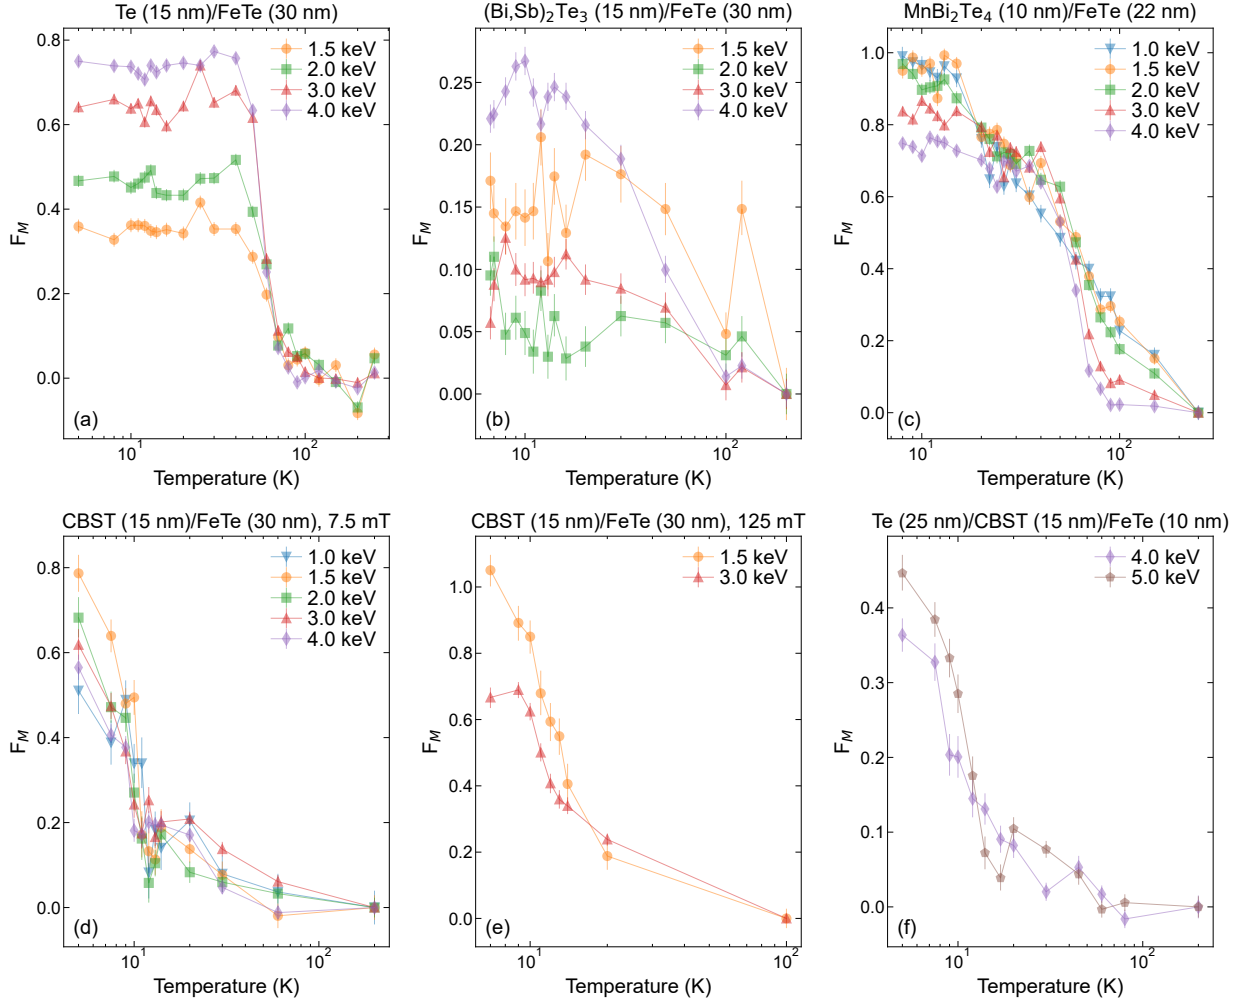 Te (15 nm)/FeTe (30 nm)
0.8
0.6
0.4
0.2
0.0
F_M
1.5 keV
2.0 keV
3.0 keV
4.0 keV
(a)
10^1
10^2
Temperature (K)
(Bi,Sb)₂Te₃ (15 nm)/FeTe (30 nm)
0.25
0.20
0.15
0.10
0.05
0.00
F_M
1.5 keV
2.0 keV
3.0 keV
4.0 keV
(b)
10^1
10^2
Temperature (K)
MnBi₂Te₄ (10 nm)/FeTe (22 nm)
1.0
0.8
0.6
0.4
0.2
0.0
F_M
1.0 keV
1.5 keV
2.0 keV
3.0 keV
4.0 keV
(c)
10^1
10^2
Temperature (K)
CBST (15 nm)/FeTe (30 nm), 7.5 mT
0.8
0.6
0.4
0.2
0.0
F_M
1.0 keV
1.5 keV
2.0 keV
3.0 keV
4.0 keV
(d)
10^1
10^2
Temperature (K)
CBST (15 nm)/FeTe (30 nm), 125 mT
1.0
0.8
0.6
0.4
0.2
0.0
F_M
1.5 keV
3.0 keV
(e)
10^1
10^2
Temperature (K)
Te (25 nm)/CBST (15 nm)/FeTe (10 nm)
0.4
0.3
0.2
0.1
0.0
F_M
4.0 keV
5.0 keV
(f)
10^1
10^2
Temperature (K)